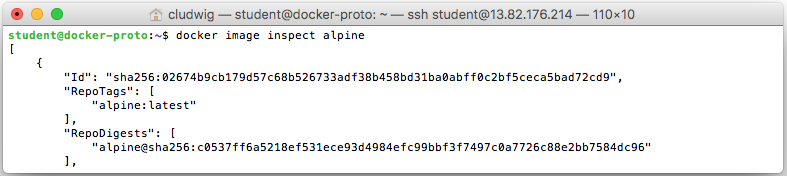 cludwig — student@docker-proto: ~ — ssh student@13.82.176.214 — 110×10
student@docker-proto:~$ docker image inspect alpine
[
    {
        "Id": "sha256:02674b9cb179d57c68b526733adf38b458bd31ba0abff0c2bf5ceca5bad72cd9",
        "RepoTags": [
            "alpine:latest"
        ],
        "RepoDigests": [
            "alpine@sha256:c0537ff6a5218ef531ece93d4984efc99bbf3f7497c0a7726c88e2bb7584dc96"
        ],